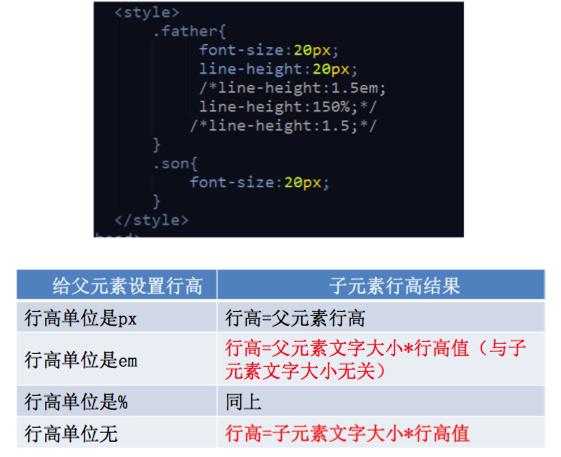 <style>
.father{
font-size:20px;
line-height:20px;
/*line-height:1.5em;
line-height:150%;*/
/*line-height:1.5;*/
}
.son{
font-size:20px;
}
</style>
给父元素设置行高 子元素行高结果
行高单位是px 行高=父元素行高
行高单位是em 行高=父元素文字大小*行高值（与子
元素文字大小无关）
行高单位是% 同上
行高单位无 行高=子元素文字大小*行高值